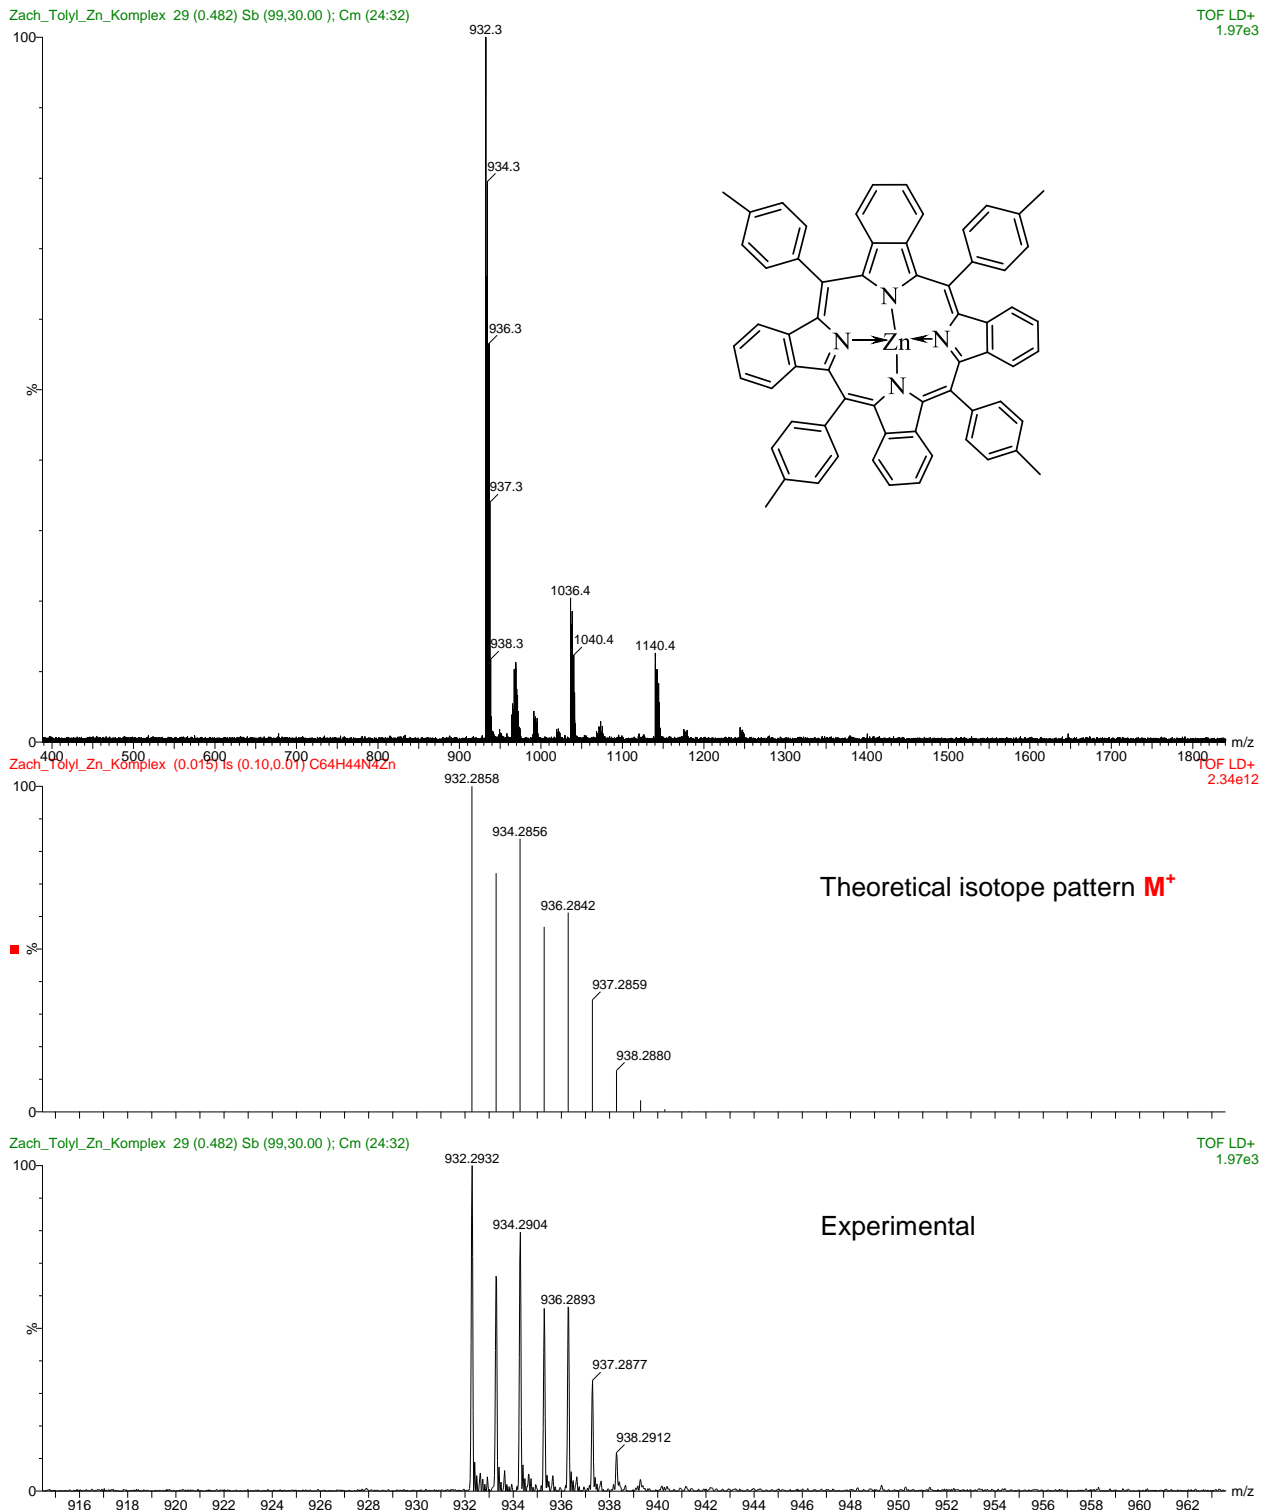 Zach_Tolyl_Zn_Komplex 29 (0.482) Sb (99,30.00 ); Cm (24:32)
TOF LD+
1.97e3
100
%
0
932.3
934.3
936.3
937.3
938.3
1036.4
1040.4
1140.4
N
N
Zn
N
N
400 500 600 700 800 900 1000 1100 1200 1300 1400 1500 1600 1700 1800
m/z
Zach_Tolyl_Zn_Komplex (0.015) Is (0.10,0.01) C64H44N4Zn
TOF LD+
2.34e12
100
%
0
932.2858
934.2856
936.2842
937.2859
938.2880
Theoretical isotope pattern M+
Zach_Tolyl_Zn_Komplex 29 (0.482) Sb (99,30.00 ); Cm (24:32)
TOF LD+
1.97e3
100
%
0
932.2932
934.2904
936.2893
937.2877
938.2912
Experimental
916 918 920 922 924 926 928 930 932 934 936 938 940 942 944 946 948 950 952 954 956 958 960 962
m/z